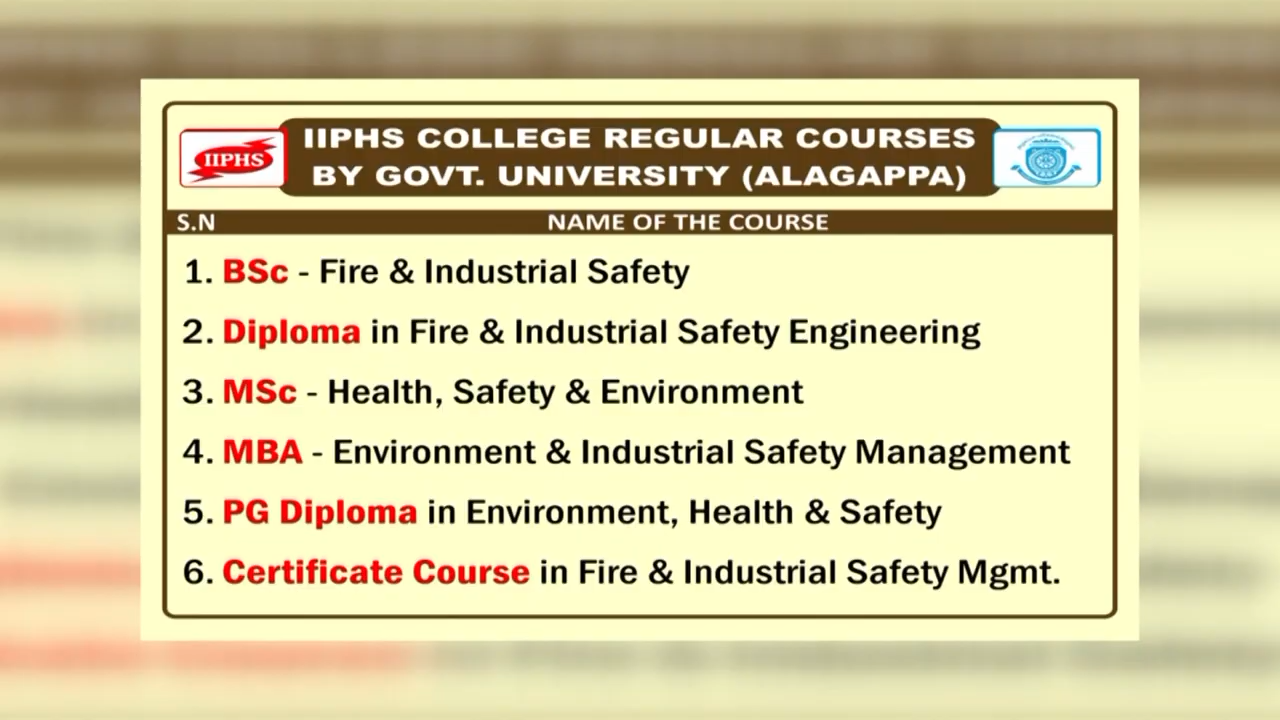 IIPHS
IIPHS COLLEGE REGULAR COURSES
BY GOVT. UNIVERSITY (ALAGAPPA)
S.N NAME OF THE COURSE
1. BSc - Fire & Industrial Safety
2. Diploma in Fire & Industrial Safety Engineering
3. MSc - Health, Safety & Environment
4. MBA - Environment & Industrial Safety Management
5. PG Diploma in Environment, Health & Safety
6. Certificate Course in Fire & Industrial Safety Mgmt.